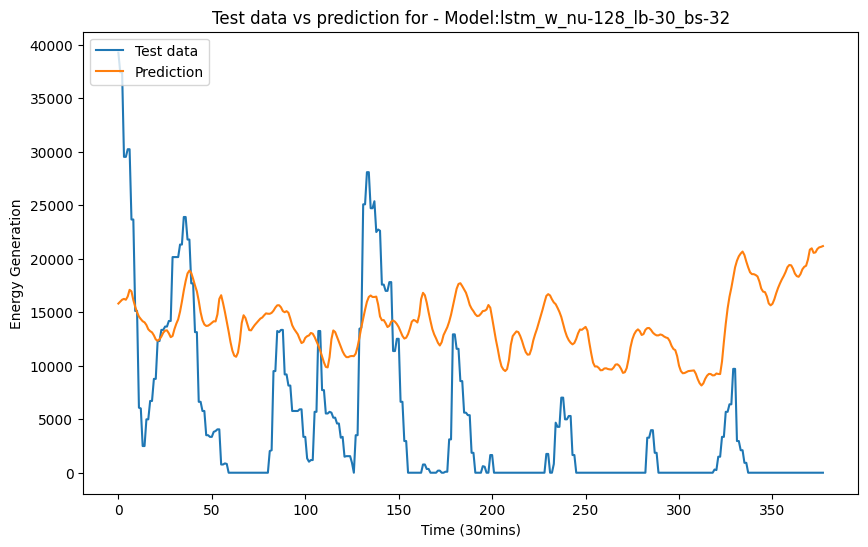 Test data vs prediction for - Model:lstm_w_nu-128_lb-30_bs-32
Test data
Prediction
40000
35000
30000
25000
20000
15000
10000
5000
0
Energy Generation
0 50 100 150 200 250 300 350
Time (30mins)